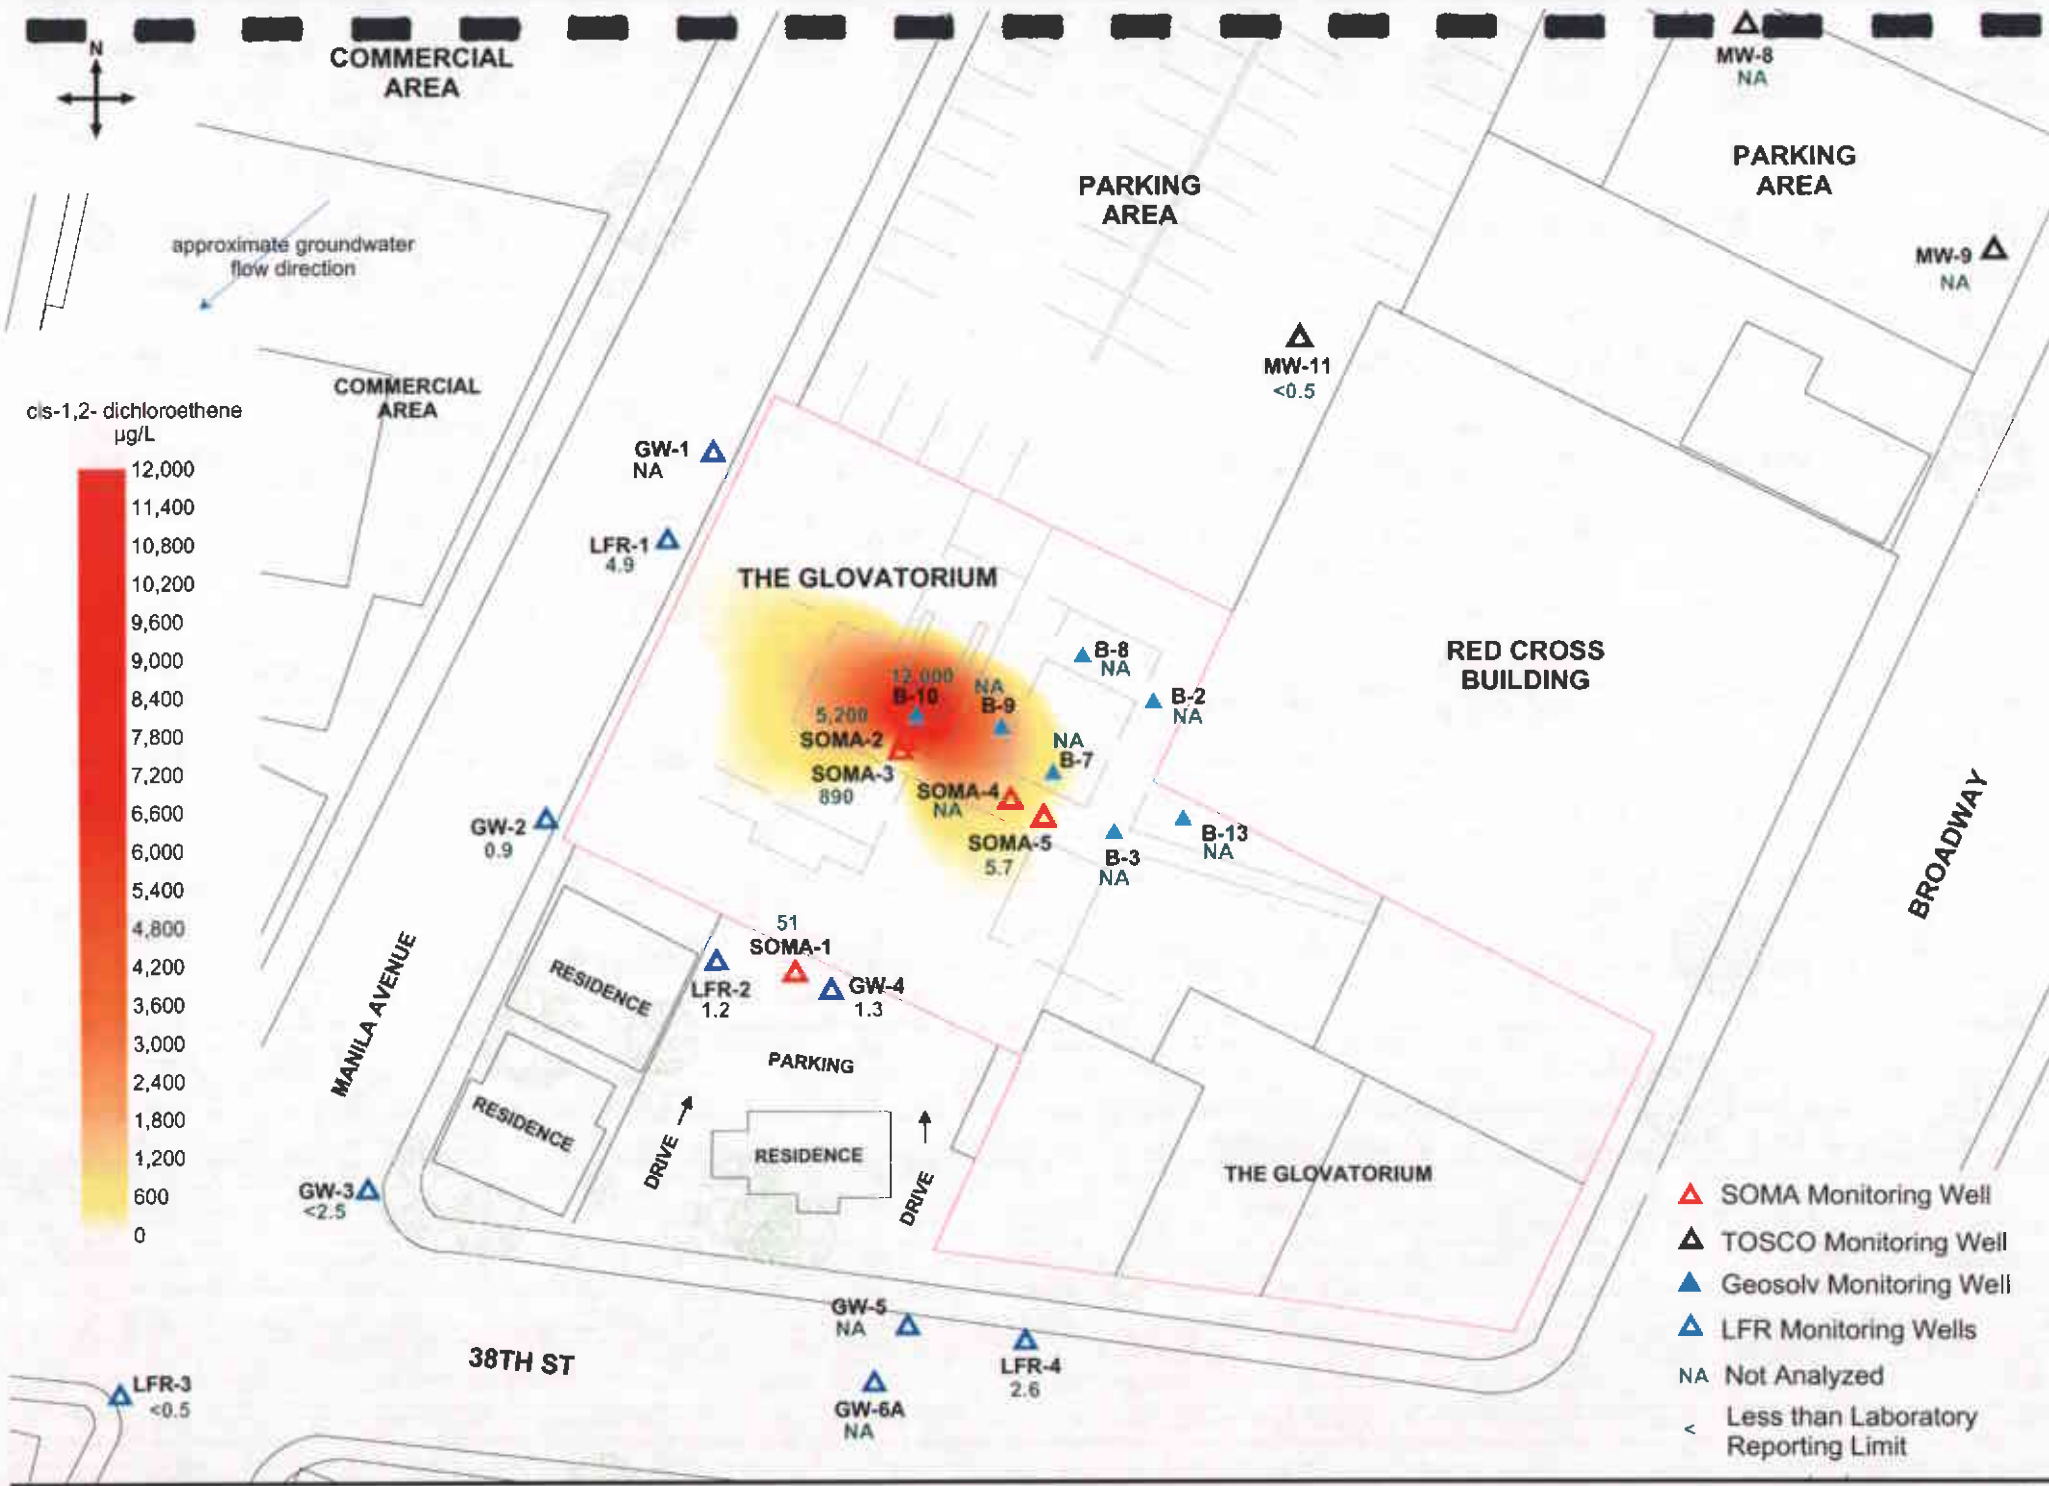 N
COMMERCIAL
AREA
MW-8
NA
PARKING
AREA
PARKING
AREA
approximate groundwater
flow direction
MW-9
NA
MW-11
<0.5
COMMERCIAL
AREA
cis-1,2- dichloroethene
µg/L
12,000
11,400
10,800
10,200
9,600
9,000
8,400
7,800
7,200
6,600
6,000
5,400
4,800
4,200
3,600
3,000
2,400
1,800
1,200
600
0
GW-1
NA
LFR-1
4.9
THE GLOVATORIUM
RED CROSS
BUILDING
B-8
NA
12,000
B-10
NA
B-9
B-2
NA
5,200
SOMA-2
NA
B-7
SOMA-3
890
SOMA-4
NA
SOMA-5
5.7
B-3
NA
B-13
NA
GW-2
0.9
BROADWAY
51
SOMA-1
LFR-2
1.2
GW-4
1.3
RESIDENCE
MANILA AVENUE
PARKING
RESIDENCE
DRIVE
RESIDENCE
DRIVE
THE GLOVATORIUM
GW-3
<2.5
SOMA Monitoring Well
TOSCO Monitoring Well
Geosolv Monitoring Well
LFR Monitoring Wells
NA Not Analyzed
< Less than Laboratory
Reporting Limit
GW-5
NA
LFR-4
2.6
38TH ST
GW-6A
NA
LFR-3
<0.5